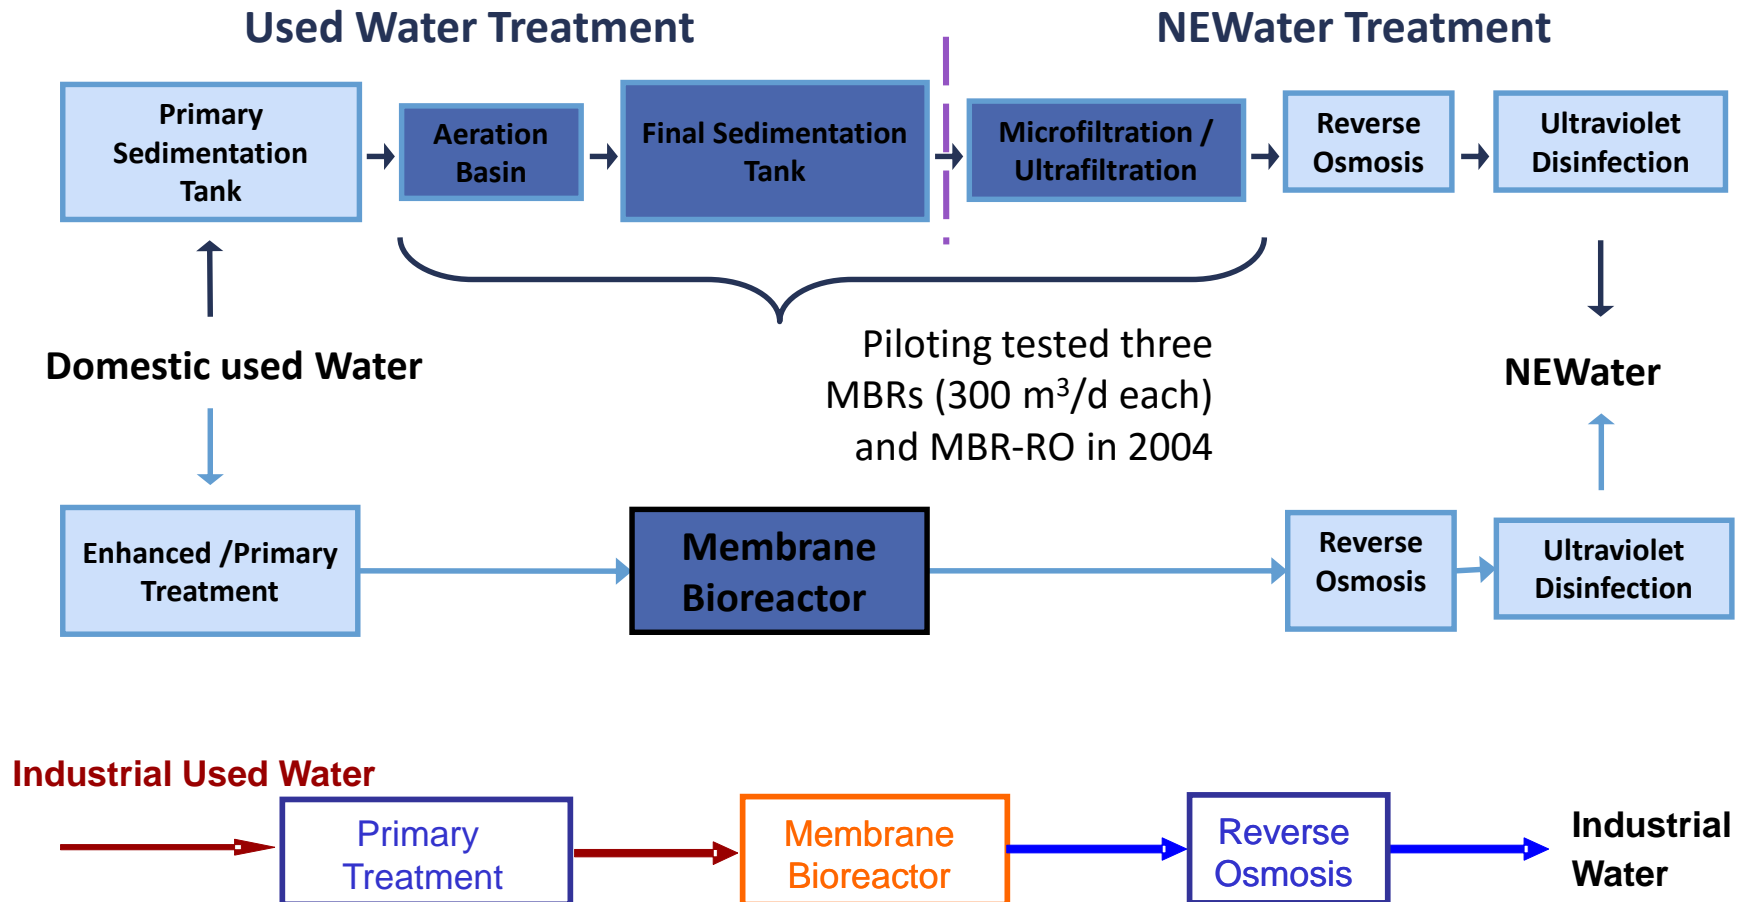 Used Water Treatment
NEWater Treatment
Primary
Sedimentation
Tank
Aeration
Basin
Final Sedimentation
Tank
Microfiltration /
Ultrafiltration
Reverse
Osmosis
Ultraviolet
Disinfection
Domestic used Water
Piloting tested three
MBRs (300 m³/d each)
and MBR-RO in 2004
NEWater
Enhanced /Primary
Treatment
Membrane
Bioreactor
Reverse
Osmosis
Ultraviolet
Disinfection
Industrial Used Water
Primary
Treatment
Membrane
Bioreactor
Reverse
Osmosis
Industrial
Water